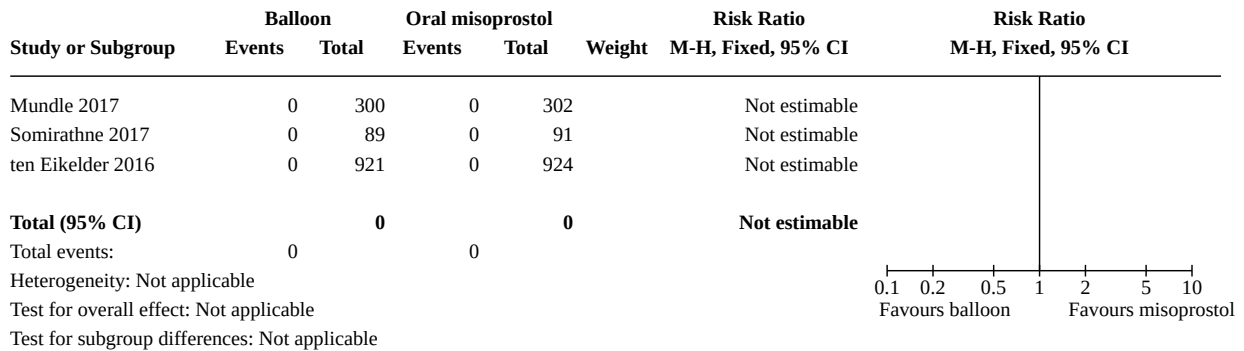 Balloon Oral misoprostol Risk Ratio Risk Ratio
Study or Subgroup Events Total Events Total Weight M-H, Fixed, 95% CI M-H, Fixed, 95% CI
Mundle 2017 0 300 0 302 Not estimable
Somirathne 2017 0 89 0 91 Not estimable
ten Eikelder 2016 0 921 0 924 Not estimable
Total (95% CI) 0 0 Not estimable
Total events: 0 0
Heterogeneity: Not applicable
0.1 0.2 0.5 1 2 5 10
Test for overall effect: Not applicable Favours balloon Favours misoprostol
Test for subgroup differences: Not applicable